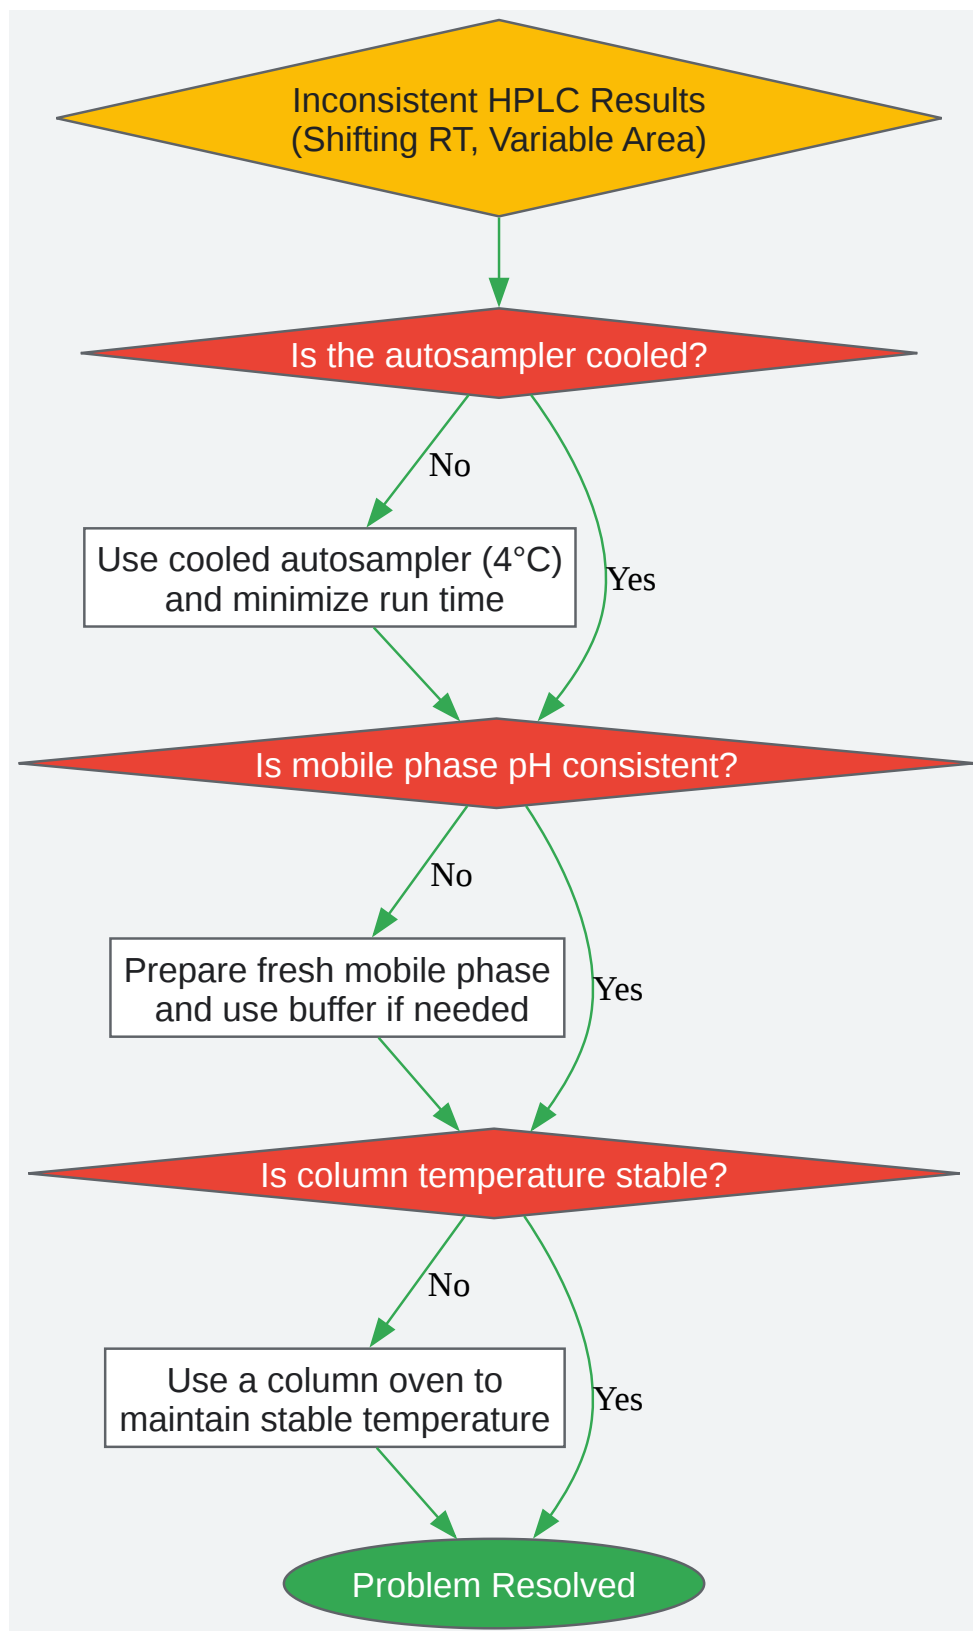 Inconsistent HPLC Results
(Shifting RT, Variable Area)
Is the autosampler cooled?
No
Use cooled autosampler (4°C)
and minimize run time
Yes
Is mobile phase pH consistent?
No
Prepare fresh mobile phase
and use buffer if needed
Yes
Is column temperature stable?
No
Use a column oven to
maintain stable temperature
Yes
Problem Resolved